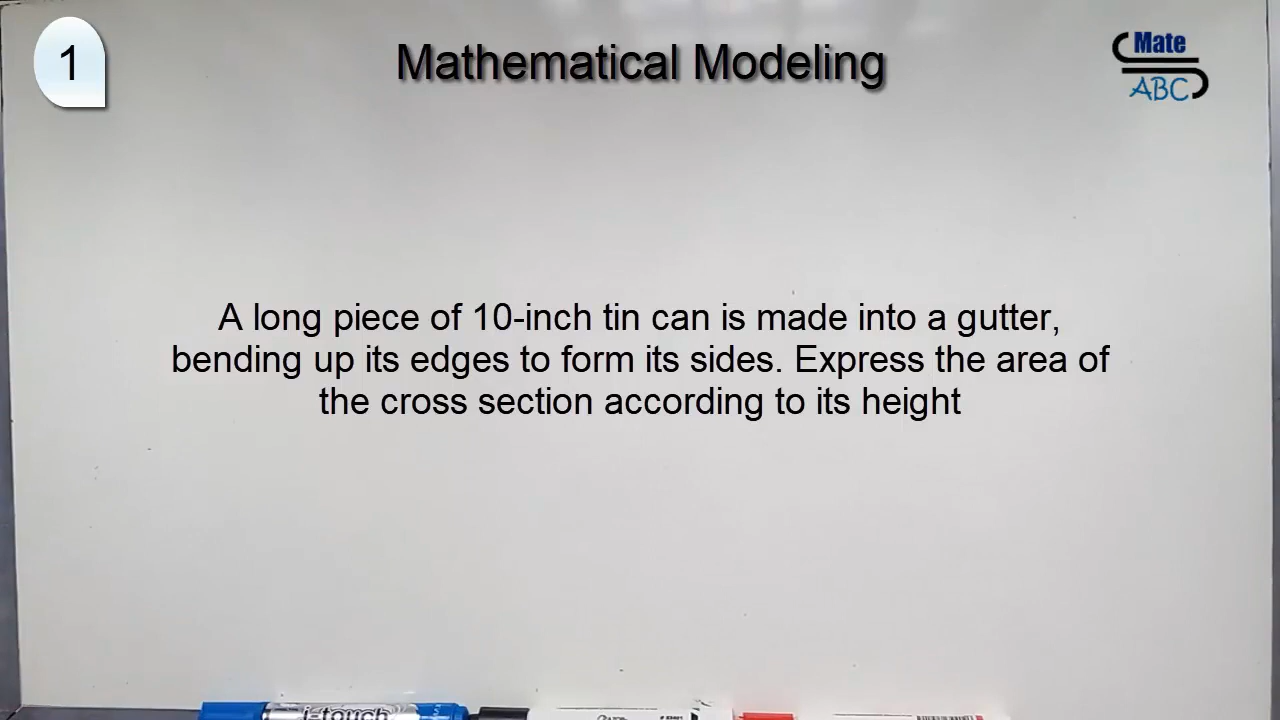 1
Mathematical Modeling
Mate
ABC
A long piece of 10-inch tin can is made into a gutter,
bending up its edges to form its sides. Express the area of
the cross section according to its height
i-touch